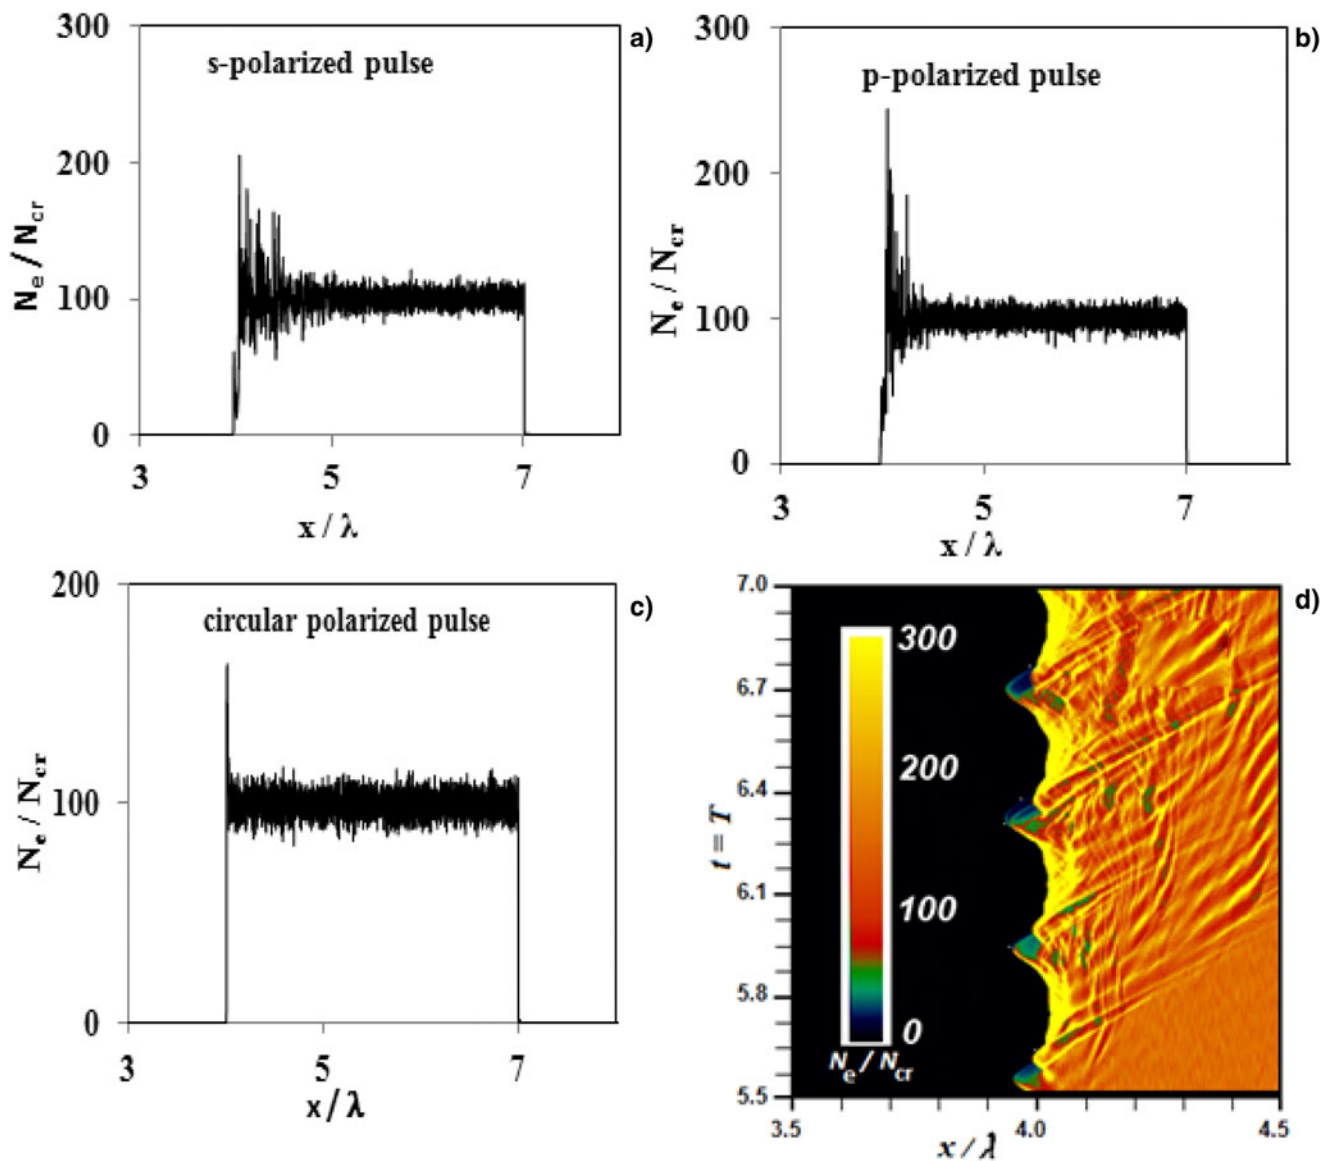 a)
300
s-polarized pulse
200
Ne / Ncr
100
0
3 5 7
x / λ
b)
300
p-polarized pulse
200
Ne / Ncr
100
0
3 5 7
x / λ
c)
200
circular polarized pulse
Ne / Ncr
100
0
3 5 7
x / λ
d)
7.0
300
6.7
200
6.4
t = T
6.1
100
5.8
0
Ne / Ncr
5.5
3.5 4.0 4.5
x / λ